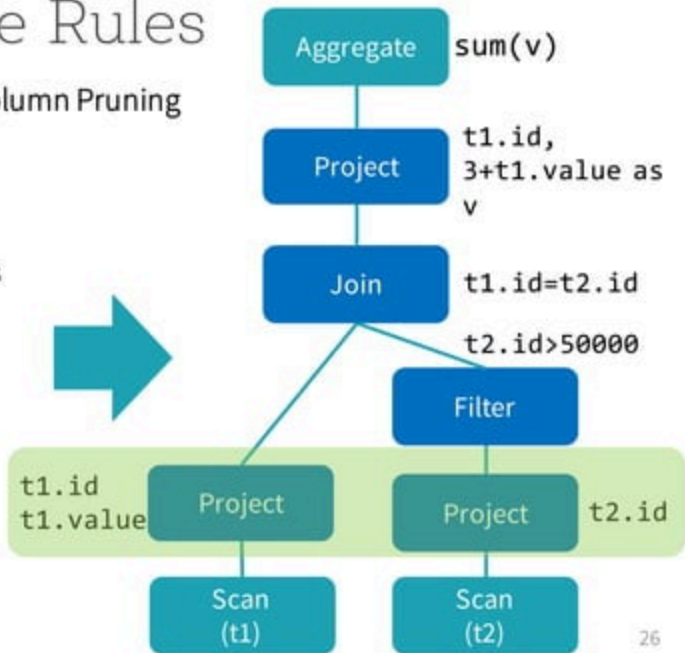 e Rules
lumn Pruning
s
Aggregate
sum(v)
Project
t1.id,
3+t1.value as
v
Join
t1.id=t2.id
t2.id>50000
Filter
t1.id
t1.value
Project
Project
t2.id
Scan
(t1)
Scan
(t2)
26